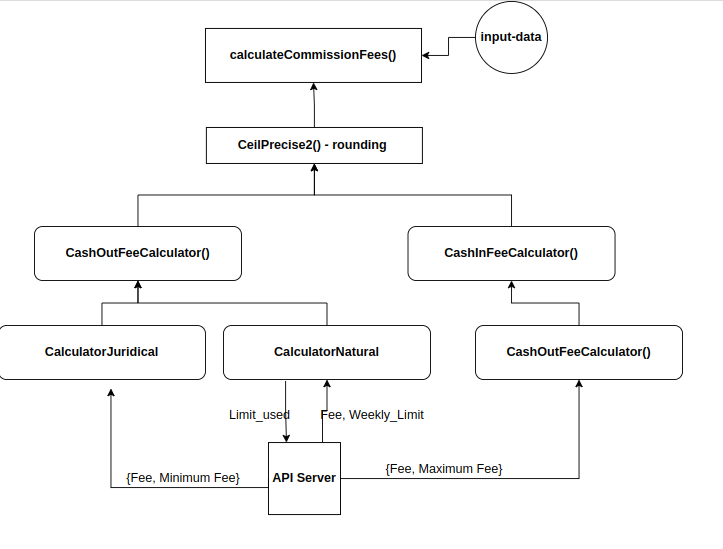 input-data
calculateCommissionFees()
CeilPrecise2() - rounding
CashOutFeeCalculator()
CashInFeeCalculator()
CalculatorJuridical
CalculatorNatural
CashOutFeeCalculator()
Limit_used
Fee, Weekly_Limit
{Fee, Minimum Fee}
API Server
{Fee, Maximum Fee}